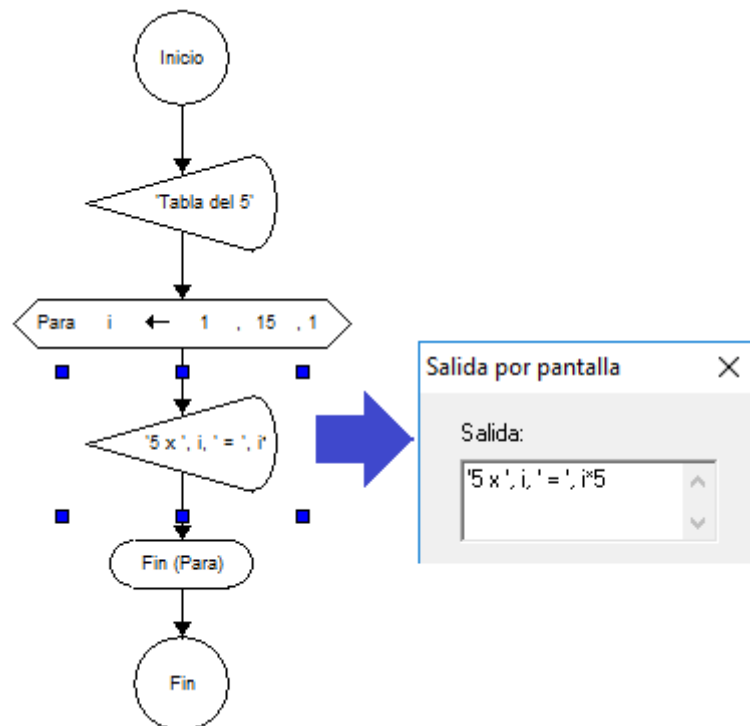 Inicio
'Tabla del 5'
Para i ← 1 , 15 , 1
'5 x ', i, ' = ', i*
Fin (Para)
Fin
Salida por pantalla
Salida:
'5 x ', i, ' = ', i*5